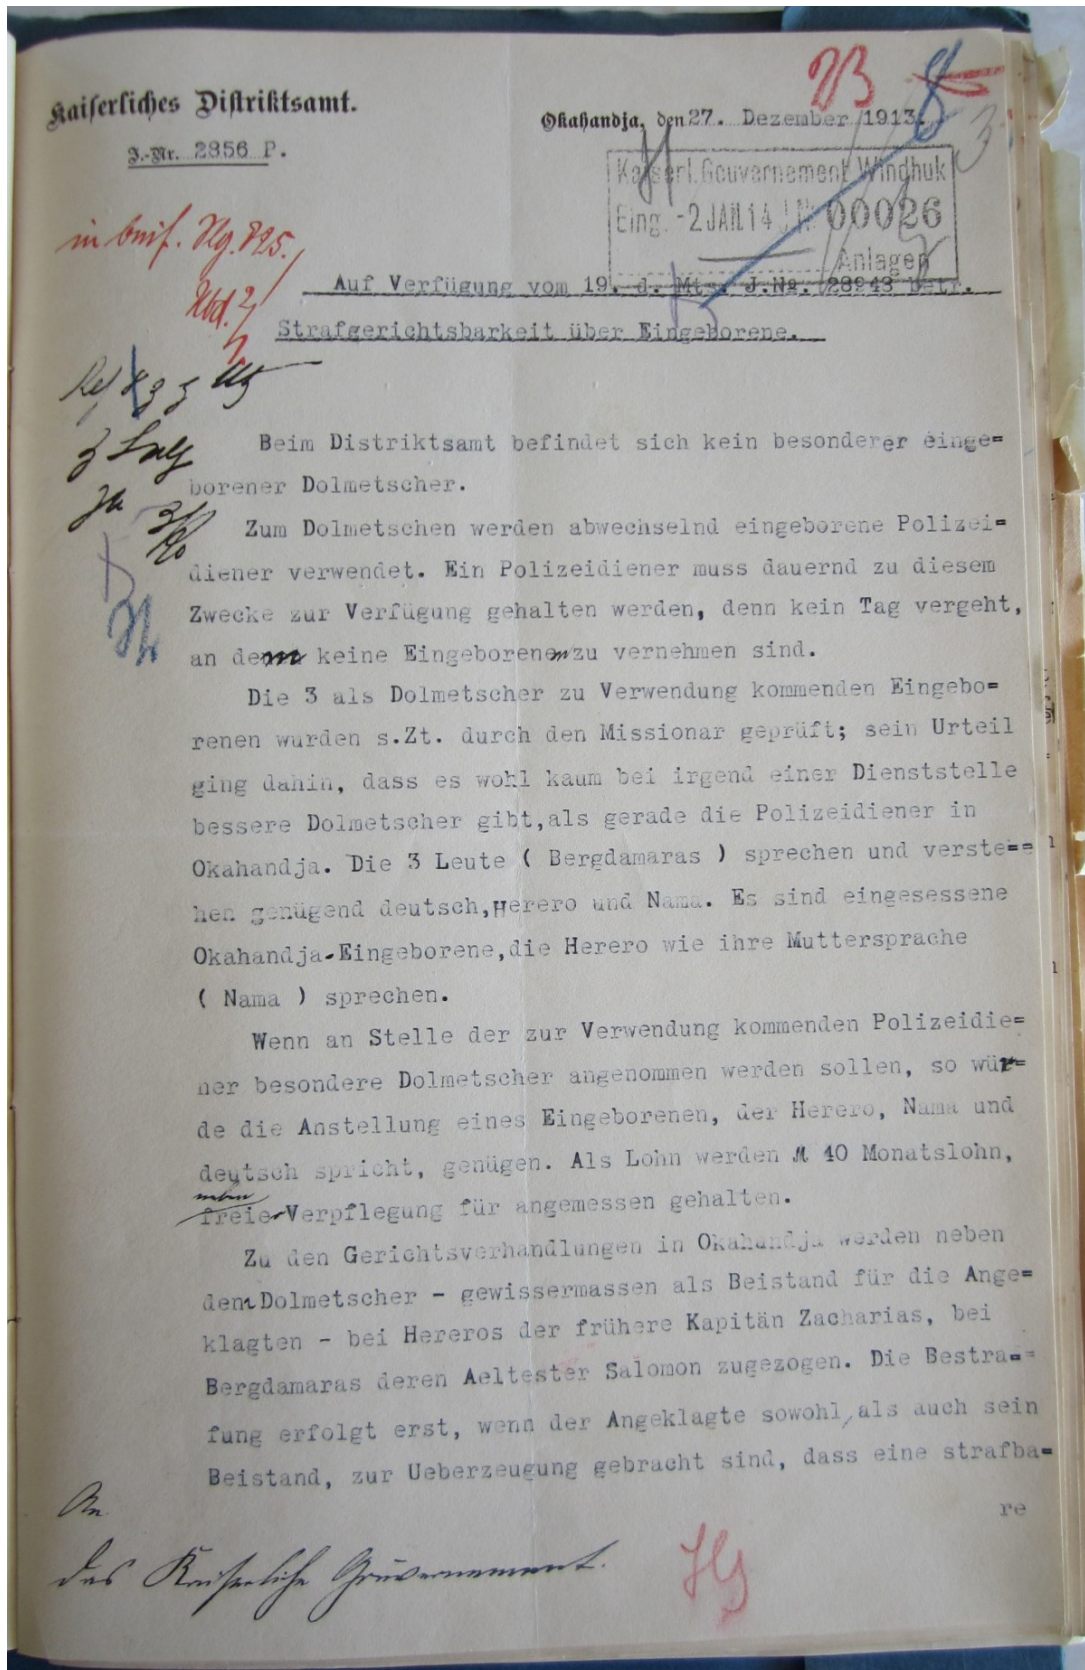 Kaiserliches Distriktsamt.
Okahandja, den 27. Dezember 1913.
J.-Nr. 2856 P.
Kaiserl. Gouvernement Windhuk
Eing. -2 JAN. 14 J.N. 00026
Anlagen
Auf Verfügung vom 19. d. Mts. J.No. 28943 betr.
Strafgerichtsbarkeit über Eingeborene.
Beim Distriktsamt befindet sich kein besonderer einge=
borener Dolmetscher.
Zum Dolmetschen werden abwechselnd eingeborene Polizei=
diener verwendet. Ein Polizeidiener muss dauernd zu diesem
Zwecke zur Verfügung gehalten werden, denn kein Tag vergeht,
an dem keine Eingeborenen zu vernehmen sind.
Die 3 als Dolmetscher zu Verwendung kommenden Eingebo=
renen wurden s.Zt. durch den Missionar geprüft; sein Urteil
ging dahin, dass es wohl kaum bei irgend einer Dienststelle
bessere Dolmetscher gibt,als gerade die Polizeidiener in
Okahandja. Die 3 Leute ( Bergdamaras ) sprechen und verste==
hen genügend deutsch,Herero und Nama. Es sind eingesessene
Okahandja-Eingeborene,die Herero wie ihre Muttersprache
( Nama ) sprechen.
Wenn an Stelle der zur Verwendung kommenden Polizeidie=
ner besondere Dolmetscher angenommen werden sollen, so wür=
de die Anstellung eines Eingeborenen, der Herero, Nama und
deutsch spricht, genügen. Als Lohn werden M 10 Monatslohn,
neben
freier Verpflegung für angemessen gehalten.
Zu den Gerichtsverhandlungen in Okahandja werden neben
dem Dolmetscher - gewissermassen als Beistand für die Ange=
klagten - bei Hereros der frühere Kapitän Zacharias, bei
Bergdamaras deren Aeltester Salomon zugezogen. Die Bestra==
fung erfolgt erst, wenn der Angeklagte sowohl, als auch sein
Beistand, zur Ueberzeugung gebracht sind, dass eine strafba=
re
An
das Kaiserliche Gouvernement.